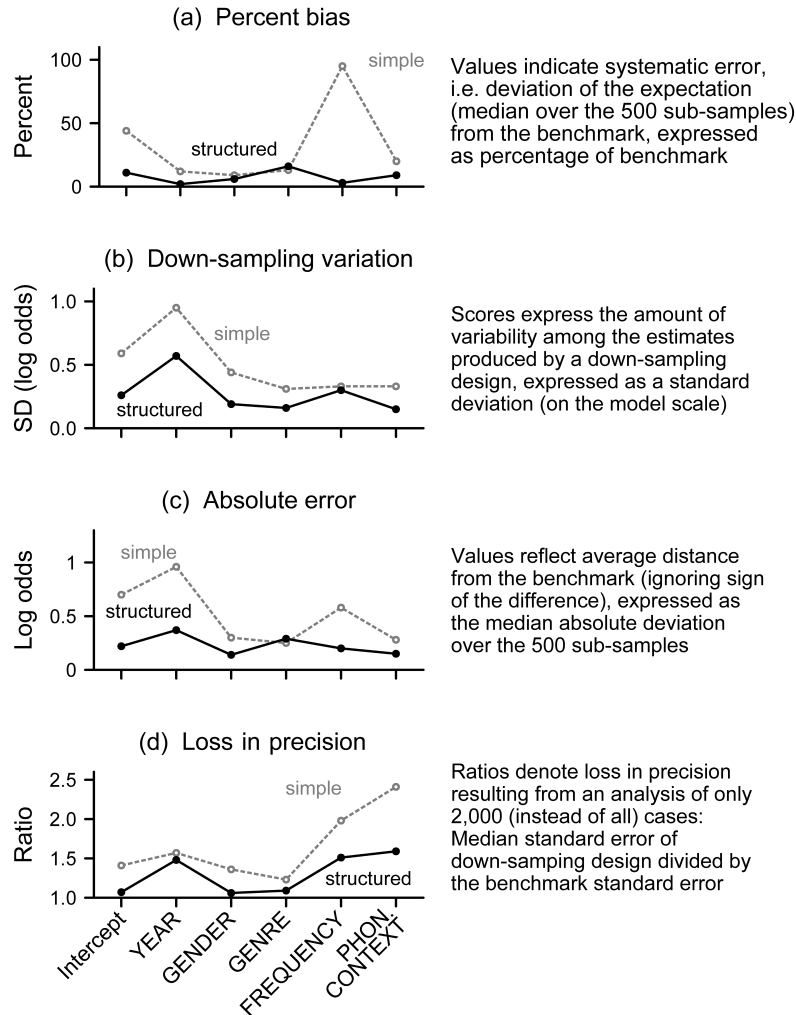 (a) Percent bias
Percent
100
50
0
simple
structured
Values indicate systematic error,
i.e. deviation of the expectation
(median over the 500 sub-samples)
from the benchmark, expressed
as percentage of benchmark
(b) Down-sampling variation
SD (log odds)
1.0
0.5
0.0
simple
structured
Scores express the amount of
variability among the estimates
produced by a down-sampling
design, expressed as a standard
deviation (on the model scale)
(c) Absolute error
Log odds
1
0.5
0
simple
structured
Values reflect average distance
from the benchmark (ignoring sign
of the difference), expressed as
the median absolute deviation
over the 500 sub-samples
(d) Loss in precision
Ratio
2.5
2.0
1.5
1.0
simple
structured
Ratios denote loss in precision
resulting from an analysis of only
2,000 (instead of all) cases:
Median standard error of
down-samping design divided by
the benchmark standard error
Intercept
YEAR
GENDER
GENRE
FREQUENCY
PHON.
CONTEXT